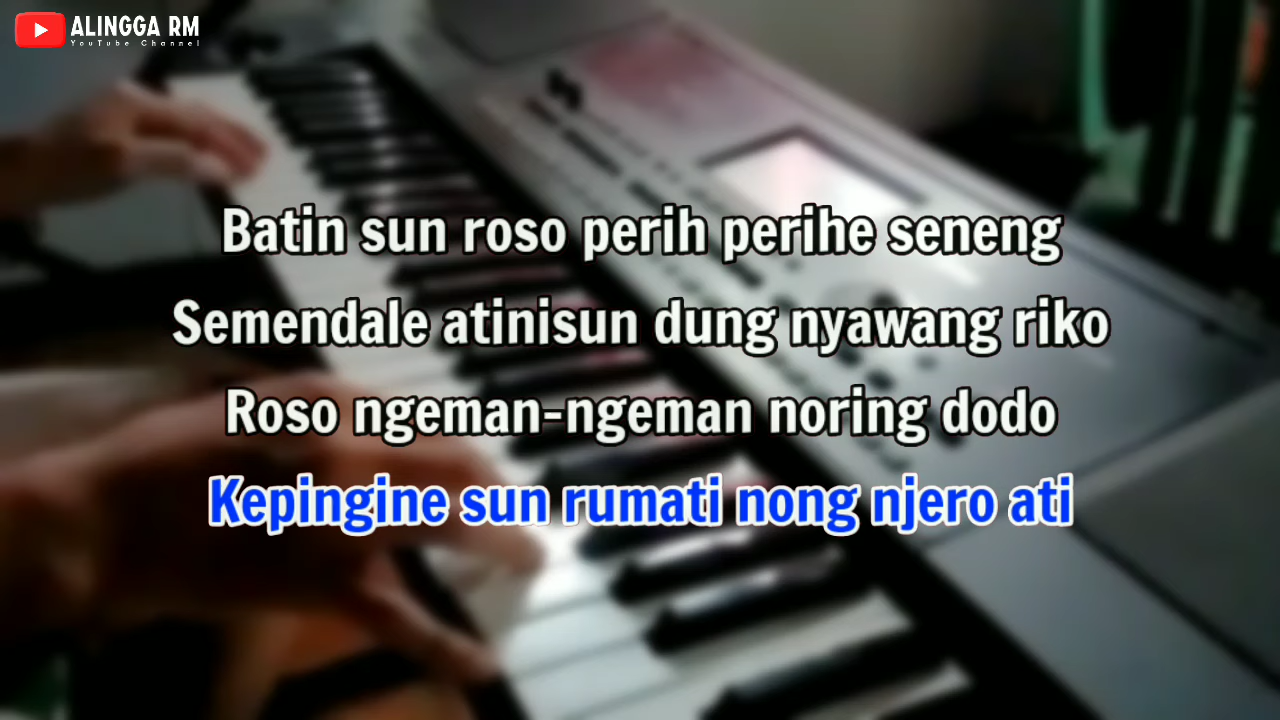 ALINGGA RM
YouTube Channel
Batin sun roso perih perihe seneng
Semendale atinisun dung nyawang riko
Roso ngeman-ngeman noring dodo
Kepingine sun rumati nong njero ati